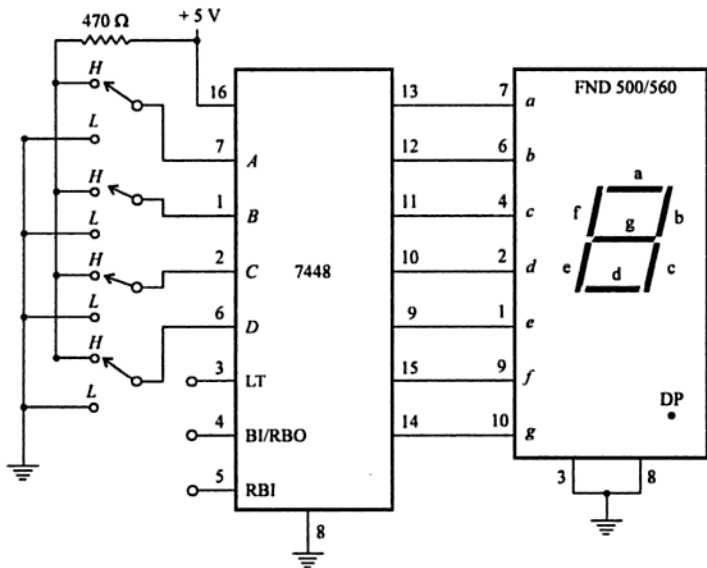 470 Ω
+ 5 V
H
L
H
L
H
L
H
L
16
7 A
1 B
2 C
6 D
3 LT
4 BI/RBO
5 RBI
7448
8
13
12
11
10
9
15
14
FND 500/560
7 a
6 b
4 c
2 d
1 e
9 f
10 g
a
f b
g
e c
d
DP
3 8